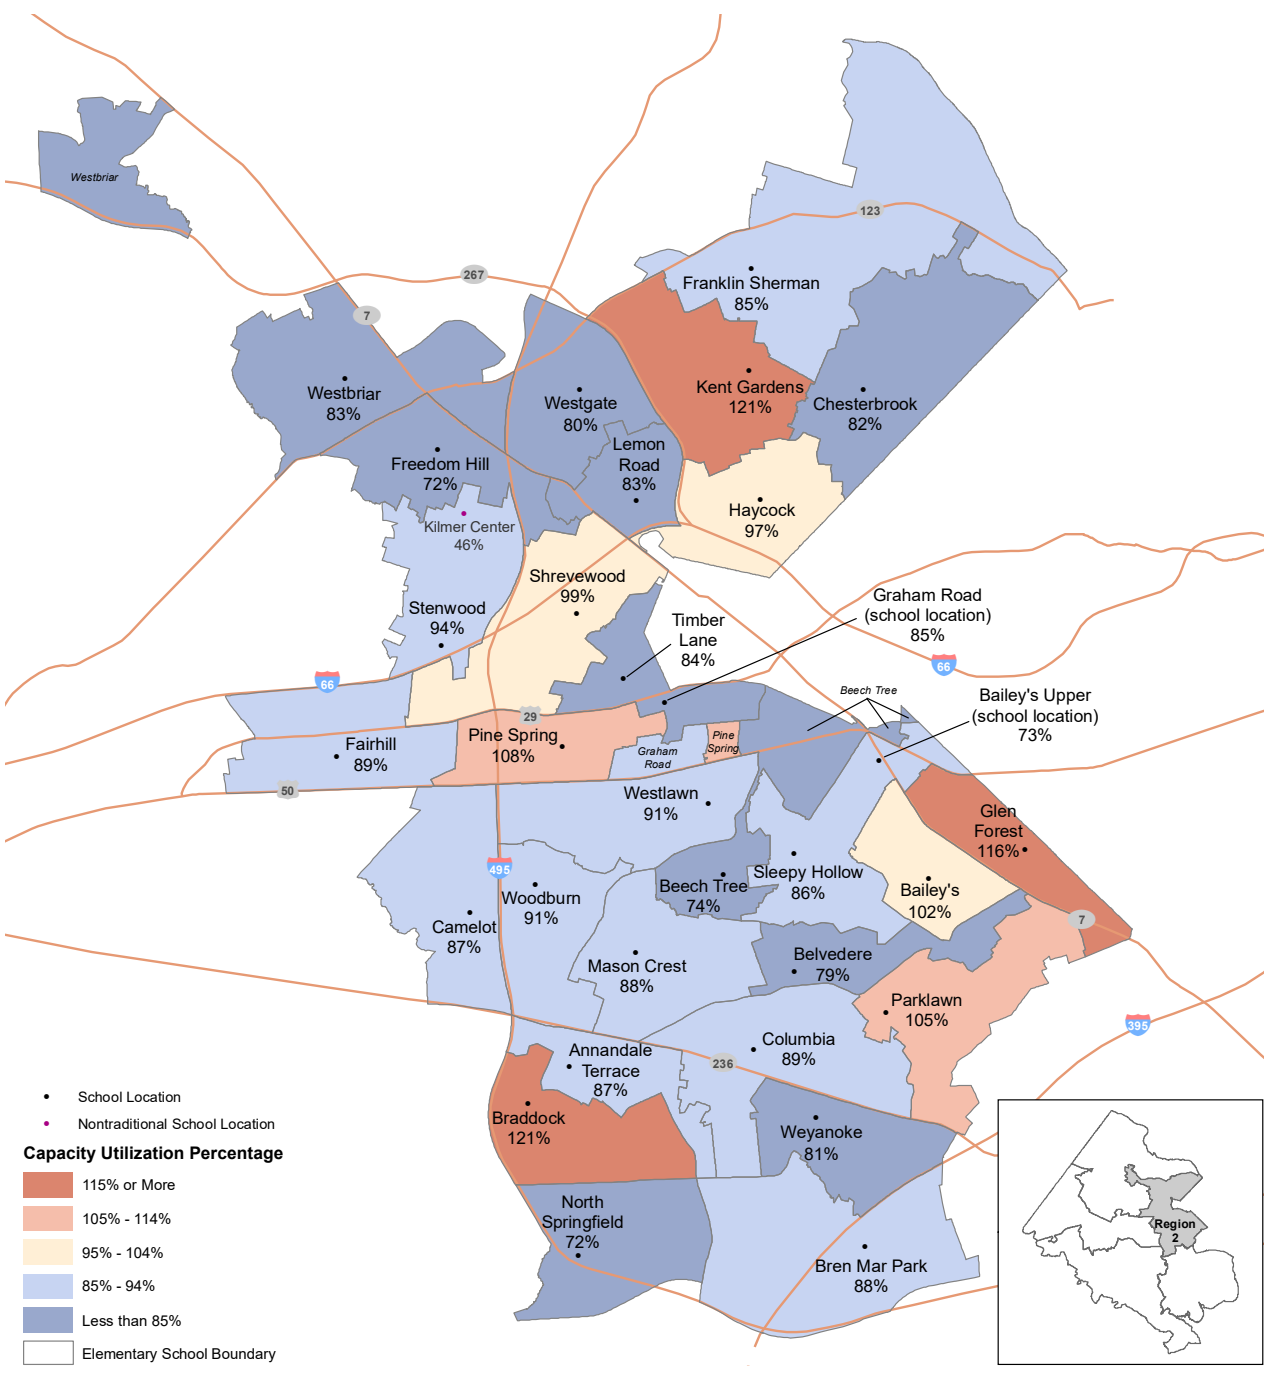 Westbriar
123
267
7
Franklin Sherman
85%
Westbriar
83%
Westgate
80%
Kent Gardens
121%
Chesterbrook
82%
Lemon
Road
83%
Freedom Hill
72%
Kilmer Center
46%
Haycock
97%
Shrevewood
99%
Stenwood
94%
Timber
Lane
84%
Graham Road
(school location)
85%
66
66
Beech Tree
Bailey's Upper
(school location)
73%
29
Pine Spring
108%
Pine
Spring
Graham
Road
Fairhill
89%
50
Westlawn
91%
Glen
Forest
116%
495
Woodburn
91%
Beech Tree
74%
Sleepy Hollow
86%
Bailey's
102%
7
Camelot
87%
Mason Crest
88%
Belvedere
79%
Parklawn
105%
395
Columbia
89%
236
Annandale
Terrace
87%
Braddock
121%
Weyanoke
81%
North
Springfield
72%
Bren Mar Park
88%
School Location
Nontraditional School Location
Capacity Utilization Percentage
115% or More
105% - 114%
95% - 104%
85% - 94%
Less than 85%
Elementary School Boundary
Region
2